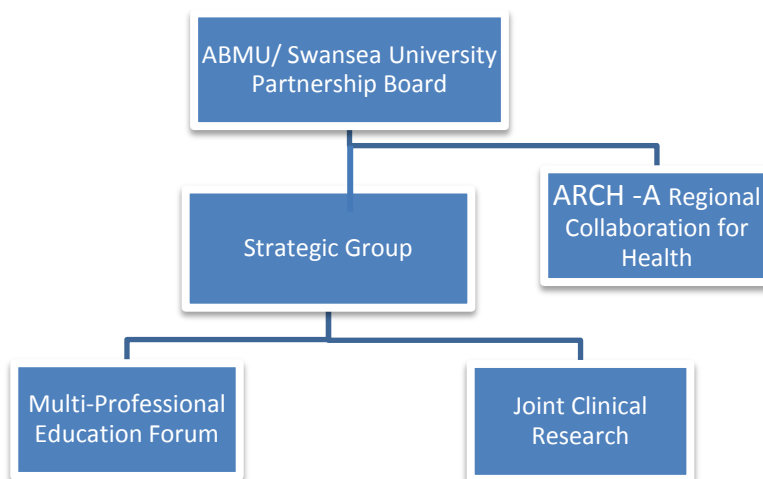 ABMU/ Swansea University
Partnership Board
ARCH -A Regional
Collaboration for
Health
Strategic Group
Multi-Professional
Education Forum
Joint Clinical
Research